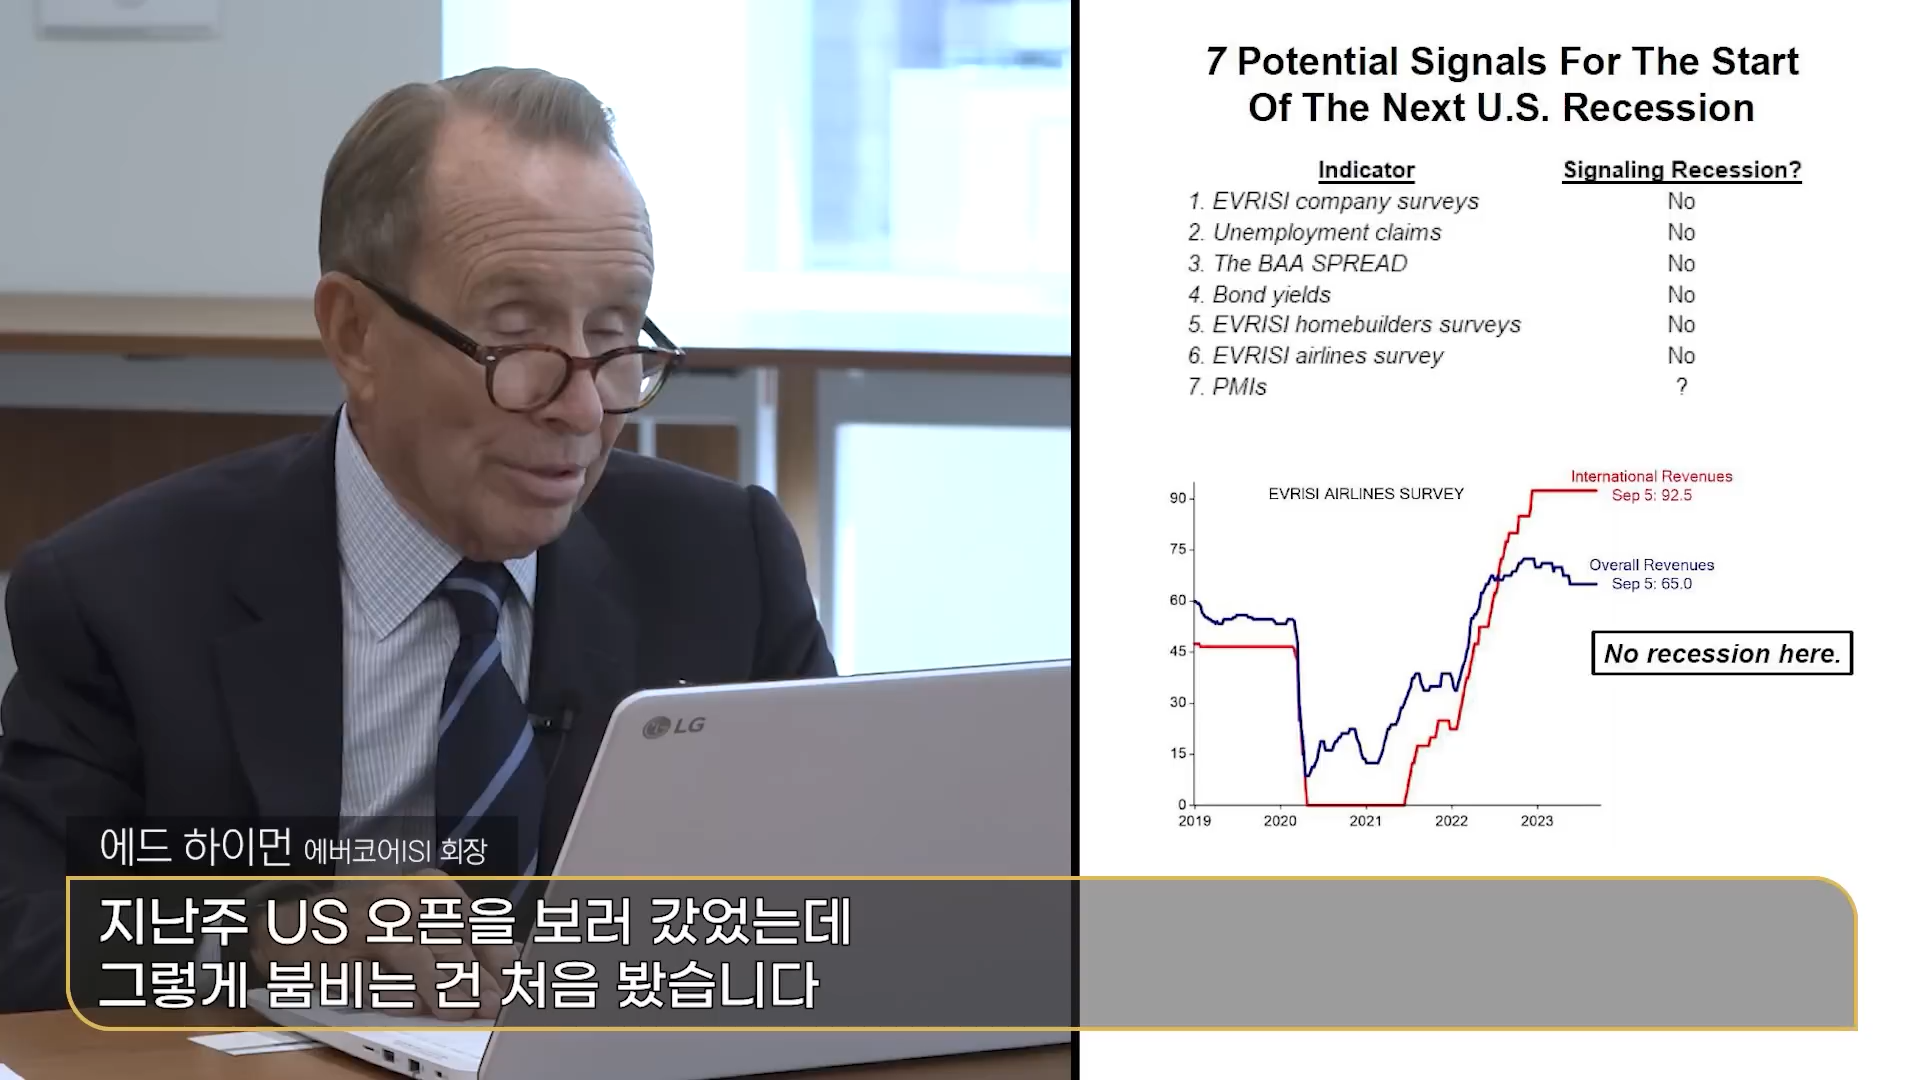 7 Potential Signals For The Start
Of The Next U.S. Recession
Indicator Signaling Recession?
1. EVRISI company surveys No
2. Unemployment claims No
3. The BAA SPREAD No
4. Bond yields No
5. EVRISI homebuilders surveys No
6. EVRISI airlines survey No
7. PMIs ?
EVRISI AIRLINES SURVEY
International Revenues
Sep 5: 92.5
Overall Revenues
Sep 5: 65.0
No recession here.
90
75
60
45
30
15
0
2019 2020 2021 2022 2023
LG
에드 하이먼 에버코어ISI 회장
지난주 US 오픈을 보러 갔었는데
그렇게 붐비는 건 처음 봤습니다